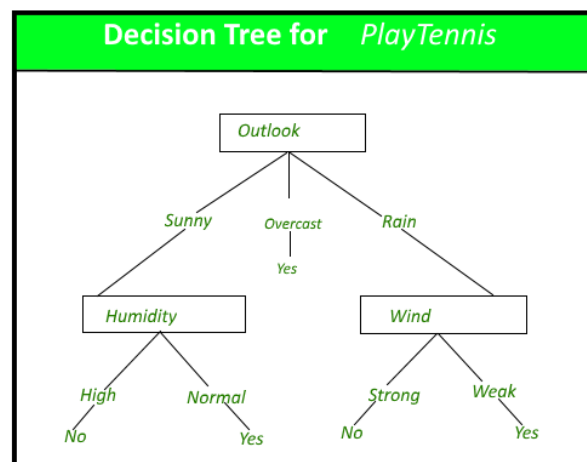 Decision Tree for PlayTennis
Outlook
Sunny Overcast Rain
Yes
Humidity Wind
High Normal Strong Weak
No Yes No Yes